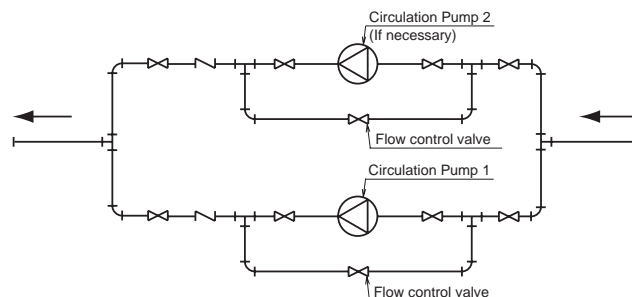 Circulation Pump 2
(If necessary)
Flow control valve
Circulation Pump 1
Flow control valve